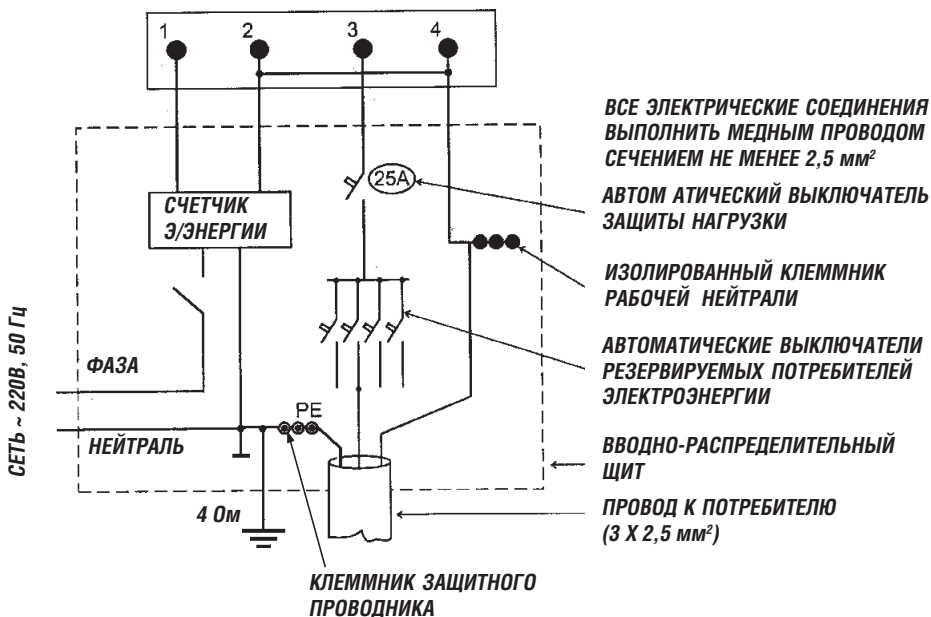 1 2 3 4
ВСЕ ЭЛЕКТРИЧЕСКИЕ СОЕДИНЕНИЯ
ВЫПОЛНИТЬ МЕДНЫМ ПРОВОДОМ
СЕЧЕНИЕМ НЕ МЕНЕЕ 2,5 мм²
25А
АВТОМ АТИЧЕСКИЙ ВЫКЛЮЧАТЕЛЬ
ЗАЩИТЫ НАГРУЗКИ
СЧЕТЧИК
Э/ЭНЕРГИИ
ИЗОЛИРОВАННЫЙ КЛЕММНИК
РАБОЧЕЙ НЕЙТРАЛИ
АВТОМАТИЧЕСКИЕ ВЫКЛЮЧАТЕЛИ
РЕЗЕРВИРУЕМЫХ ПОТРЕБИТЕЛЕЙ
ЭЛЕКТРОЭНЕРГИИ
СЕТЬ ~ 220В, 50 Гц
ФАЗА
НЕЙТРАЛЬ
PE
ВВОДНО-РАСПРЕДЕЛИТЕЛЬНЫЙ
ЩИТ
ПРОВОД К ПОТРЕБИТЕЛЮ
(3 Х 2,5 мм²)
4 Ом
КЛЕММНИК ЗАЩИТНОГО
ПРОВОДНИКА